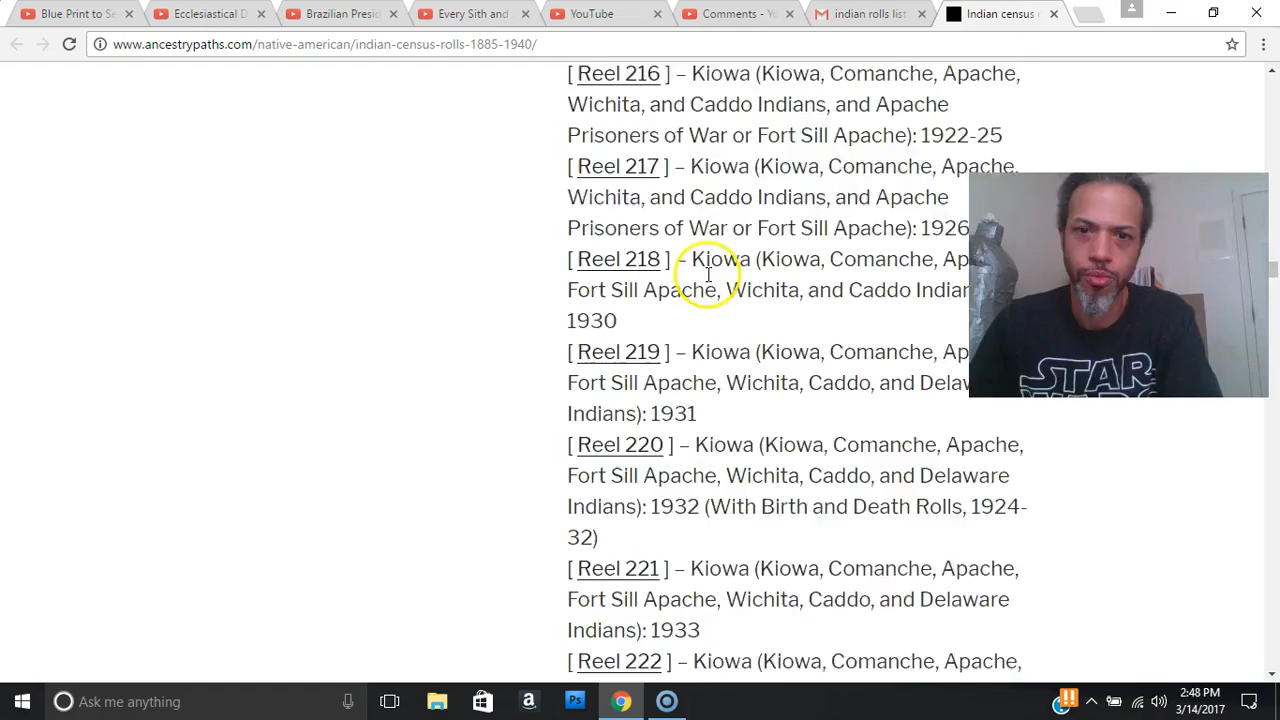 Blue Print to Se
Ecclesiastical
Brazilian Presi
Every Sith and
YouTube
Comments - Yo
indian rolls list
Indian census
www.ancestrypaths.com/native-american/indian-census-rolls-1885-1940/
[ Reel 216 ] – Kiowa (Kiowa, Comanche, Apache,
Wichita, and Caddo Indians, and Apache
Prisoners of War or Fort Sill Apache): 1922-25
[ Reel 217 ] – Kiowa (Kiowa, Comanche, Apache,
Wichita, and Caddo Indians, and Apache
Prisoners of War or Fort Sill Apache): 1926
[ Reel 218 ] – Kiowa (Kiowa, Comanche, Ap
Fort Sill Apache, Wichita, and Caddo Indian
1930
[ Reel 219 ] – Kiowa (Kiowa, Comanche, Ap
Fort Sill Apache, Wichita, Caddo, and Delaw
Indians): 1931
[ Reel 220 ] – Kiowa (Kiowa, Comanche, Apache,
Fort Sill Apache, Wichita, Caddo, and Delaware
Indians): 1932 (With Birth and Death Rolls, 1924-
32)
[ Reel 221 ] – Kiowa (Kiowa, Comanche, Apache,
Fort Sill Apache, Wichita, Caddo, and Delaware
Indians): 1933
[ Reel 222 ] – Kiowa (Kiowa, Comanche, Apache,
STAR
Ask me anything
Ps
2:48 PM
3/14/2017